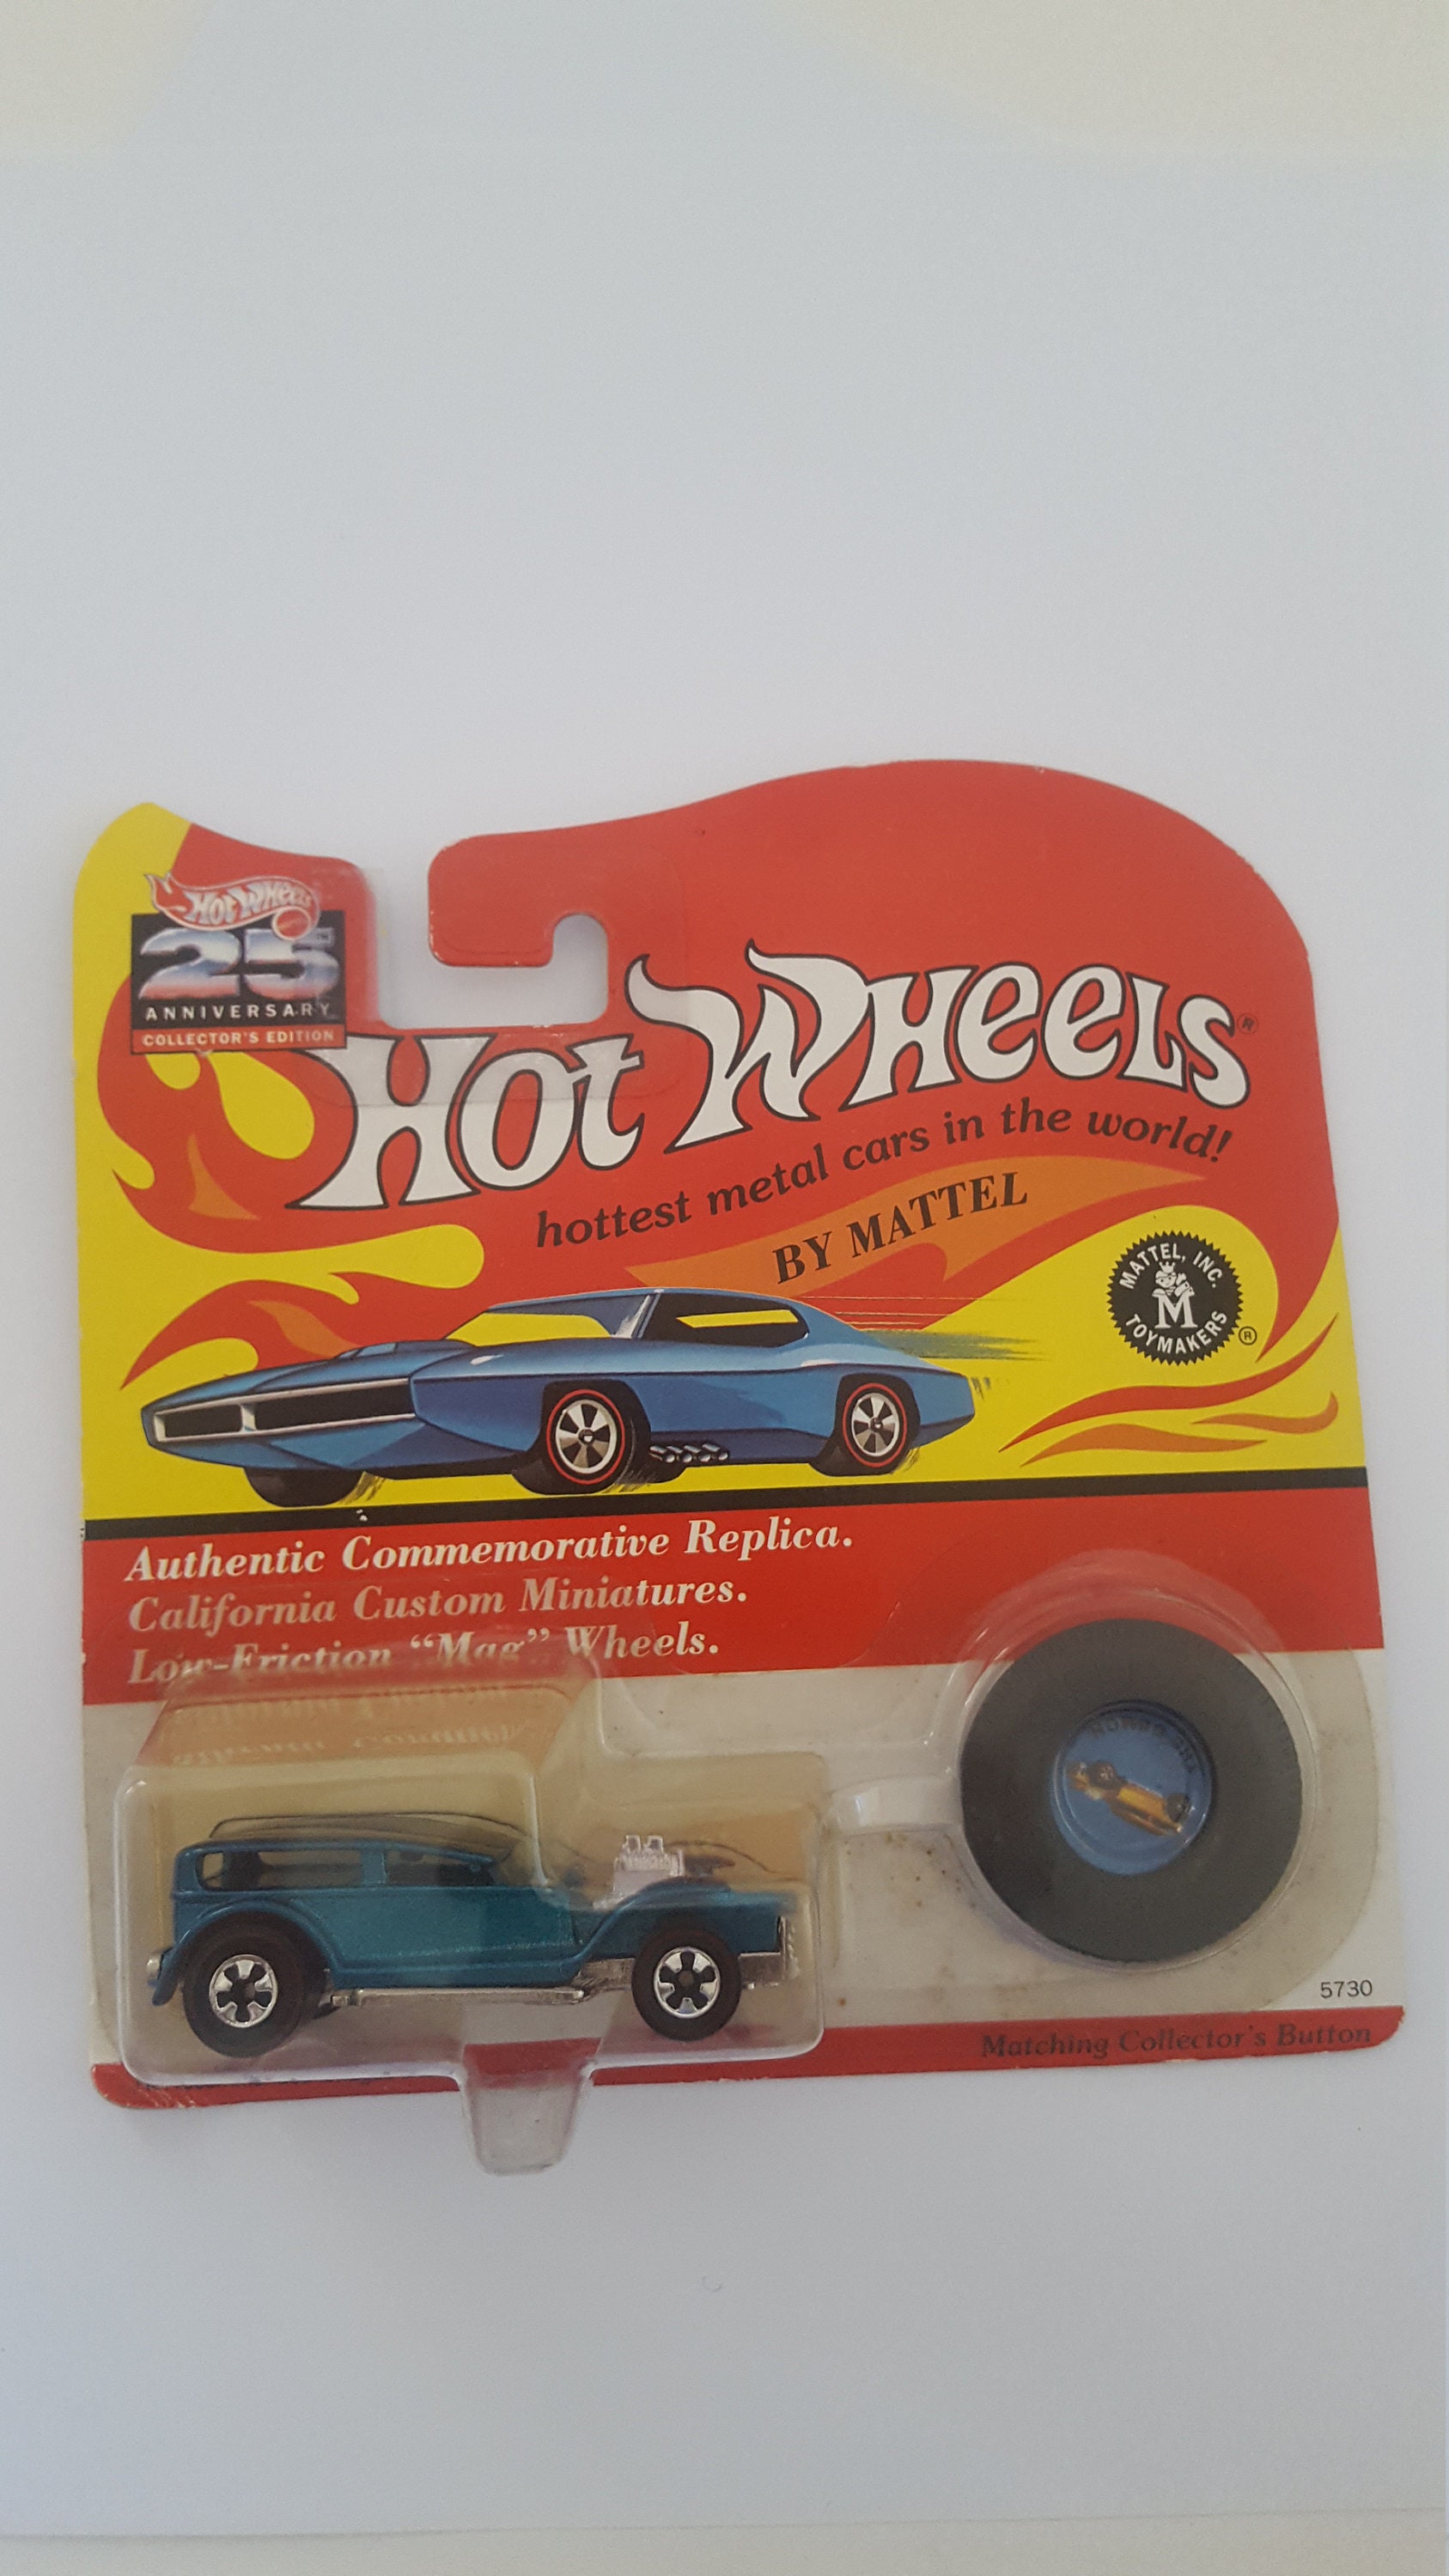 Hot Wheels
25
ANNIVERSARY
COLLECTOR'S EDITION
Hot Wheels®
hottest metal cars in the world!
BY MATTEL
MATTEL, INC.
M
TOYMAKERS
®
Authentic Commemorative Replica.
California Custom Miniatures.
Low-Friction “Mag” Wheels.
5730
Matching Collector's Button